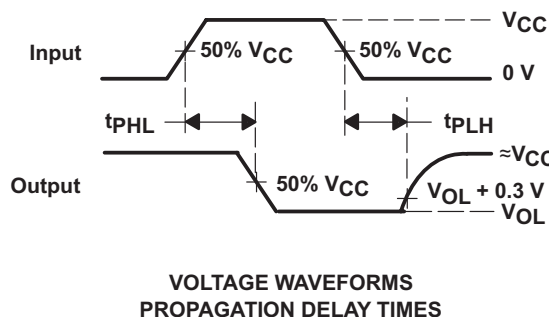 VCC
Input
50% VCC
50% VCC
0 V
tPHL
tPLH
≈VCC
Output
50% VCC
VOL + 0.3 V
VOL
VOLTAGE WAVEFORMS
PROPAGATION DELAY TIMES